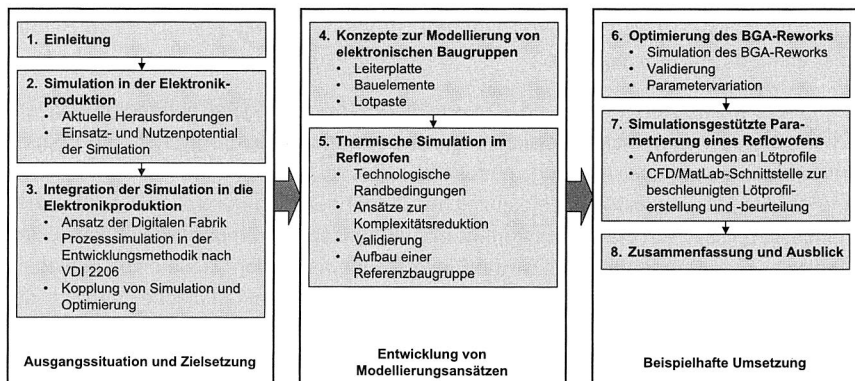 1. Einleitung
2. Simulation in der Elektronik-
produktion
• Aktuelle Herausforderungen
• Einsatz- und Nutzenpotential
der Simulation
3. Integration der Simulation in die
Elektronikproduktion
• Ansatz der Digitalen Fabrik
• Prozesssimulation in der
Entwicklungsmethodik nach
VDI 2206
• Kopplung von Simulation und
Optimierung
Ausgangssituation und Zielsetzung
4. Konzepte zur Modellierung von
elektronischen Baugruppen
• Leiterplatte
• Bauelemente
• Lotpaste
5. Thermische Simulation im
Reflowofen
• Technologische
Randbedingungen
• Ansätze zur
Komplexitätsreduktion
• Validierung
• Aufbau einer
Referenzbaugruppe
Entwicklung von
Modellierungsansätzen
6. Optimierung des BGA-Reworks
• Simulation des BGA-Reworks
• Validierung
• Parametervariation
7. Simulationsgestützte Para-
metrierung eines Reflowofens
• Anforderungen an Lötprofile
• CFD/MatLab-Schnittstelle zur
beschleunigten Lötprofil-
erstellung und -beurteilung
8. Zusammenfassung und Ausblick
Beispielhafte Umsetzung